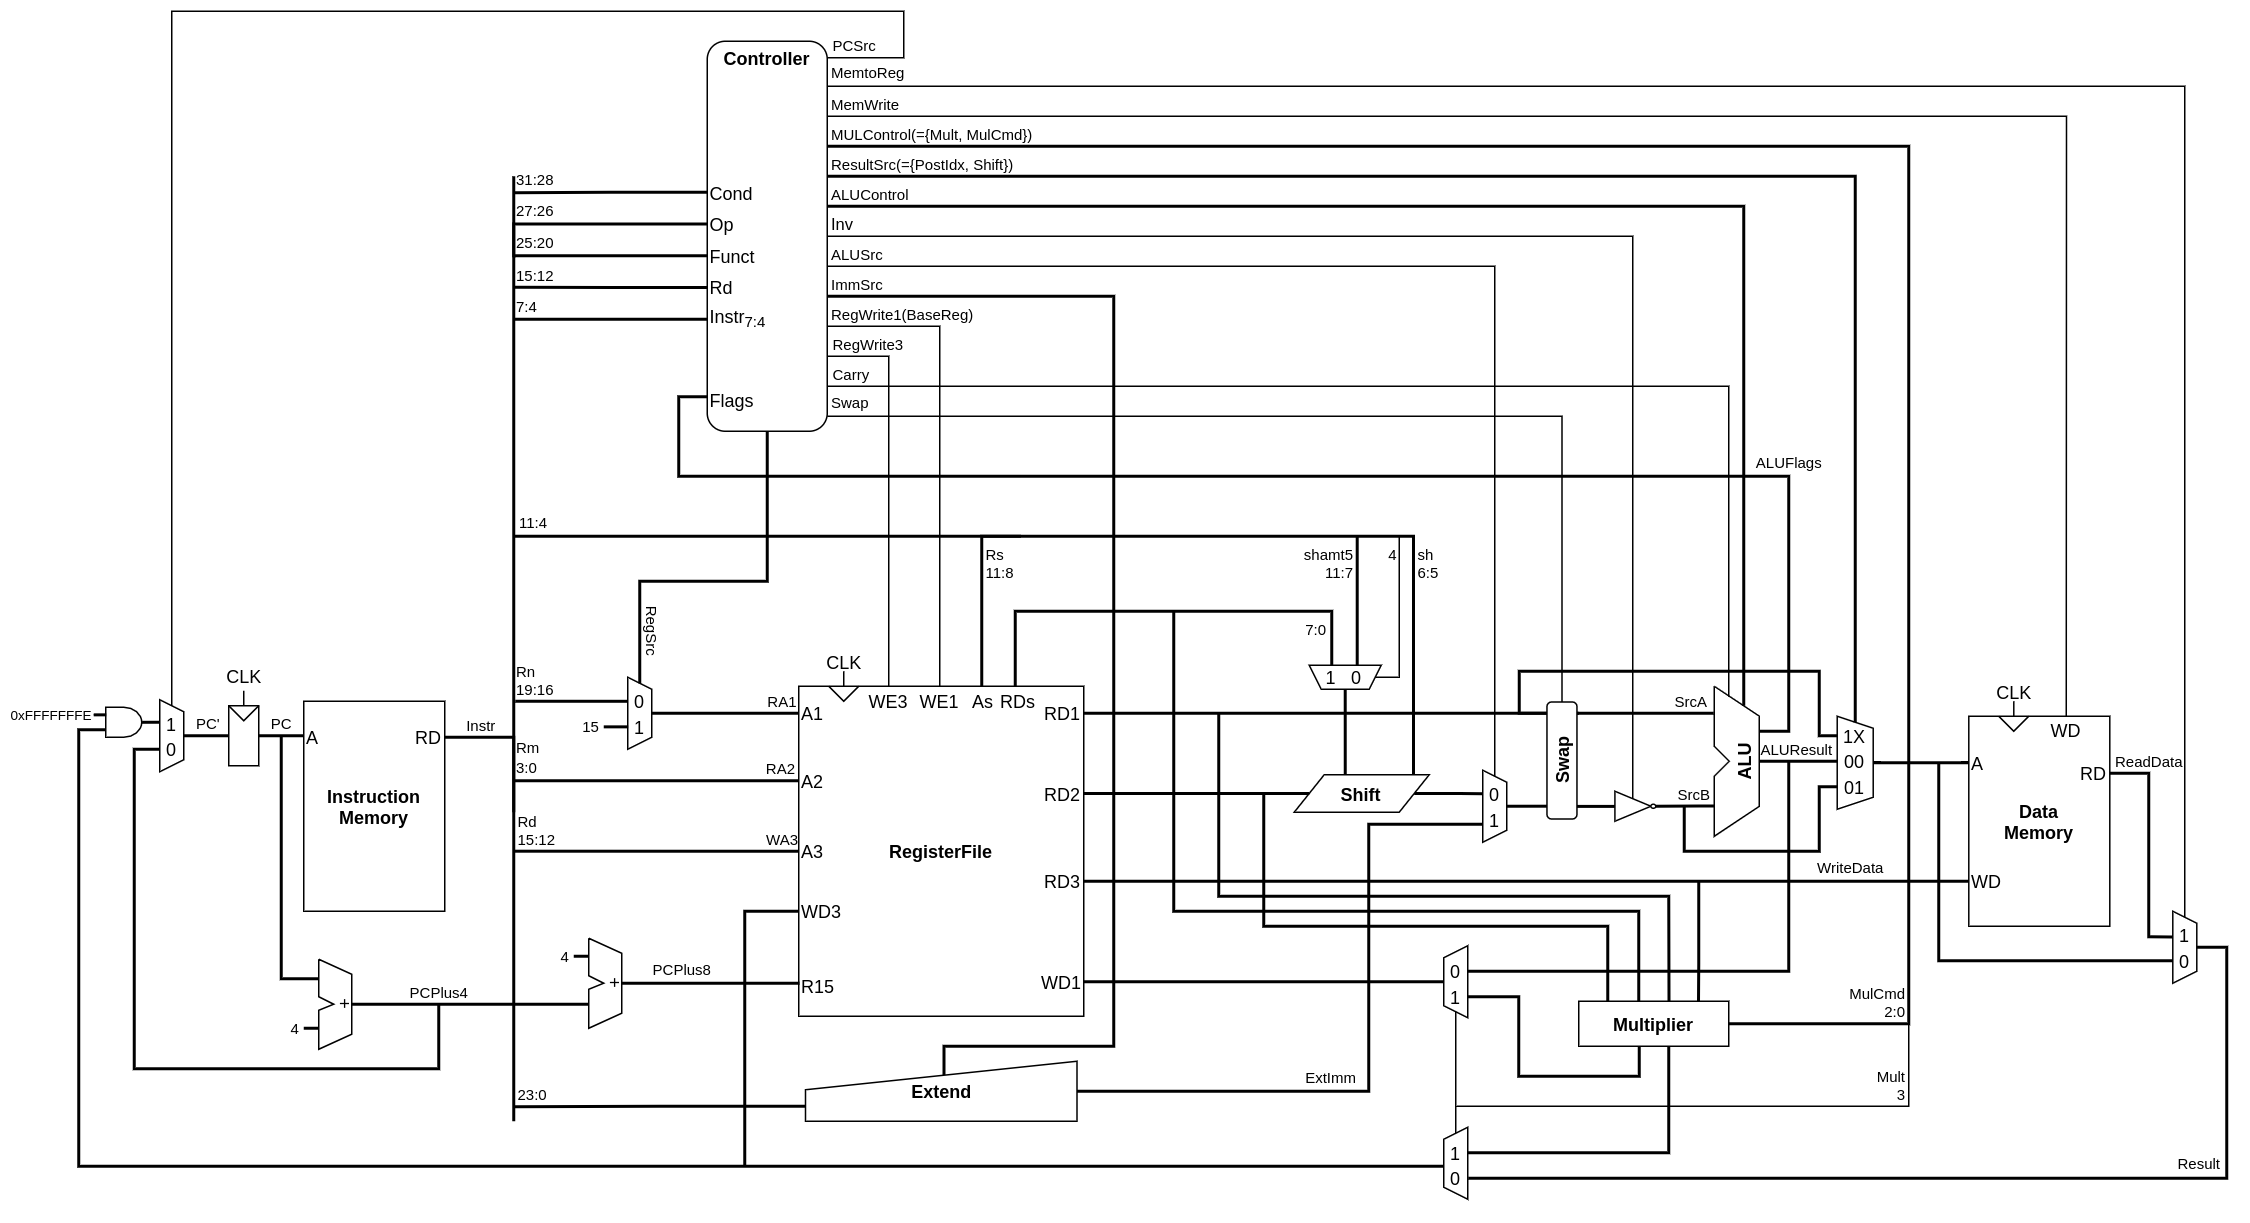 PCSrc
Controller
MemtoReg
MemWrite
MULControl(={Mult, MulCmd})
ResultSrc(={PostIdx, Shift})
31:28
Cond
ALUControl
27:26
Op
Inv
25:20
Funct
ALUSrc
15:12
Rd
ImmSrc
7:4
Instr7:4
RegWrite1(BaseReg)
RegWrite3
Carry
Flags
Swap
ALUFlags
11:4
Rs
11:8
shamt5
11:7
4
sh
6:5
RegSrc
7:0
CLK
CLK
CLK
Rn
19:16
0
1
15
RA1
A1
WE3
WE1
As
RDs
RD1
1 0
SrcA
0xFFFFFFFE
1
0
PC'
PC
A
RD
Instr
Instruction
Memory
Rm
3:0
RA2
A2
RD2
Shift
0
1
Swap
SrcB
ALU
ALUResult
1X
00
01
A
WD
RD
ReadData
Data
Memory
Rd
15:12
WA3
A3
RegisterFile
RD3
WriteData
WD
WD3
1
0
4
+
PCPlus8
R15
WD1
0
1
PCPlus4
+
4
Multiplier
MulCmd
2:0
Mult
3
23:0
Extend
ExtImm
1
0
Result